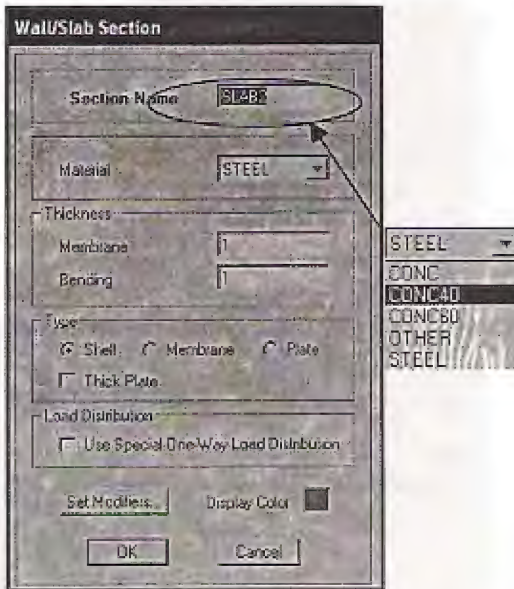 Wall/Slab Section
Section Name SLAB2
Material STEEL
Thickness
Membrane 1
Bending 1
Type
Shell Membrane Plate
Thick Plate
Load Distribution
Use Special One-Way Load Distribution
Set Modifiers... Display Color
OK Cancel
STEEL
CONC
CONC40
CONC60
OTHER
STEEL